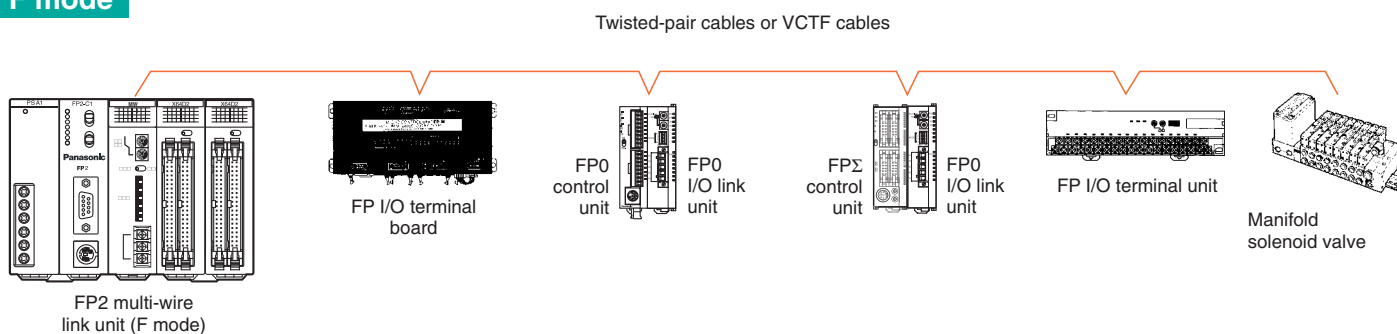 F mode
Twisted-pair cables or VCTF cables
PSA1
FP2-C1
MW
X64D2
X64D2
Panasonic
FP2
FP0
control
unit
FP0
I/O link
unit
FPΣ
control
unit
FP0
I/O link
unit
FP I/O terminal
board
FP I/O terminal unit
Manifold
solenoid valve
FP2 multi-wire
link unit (F mode)